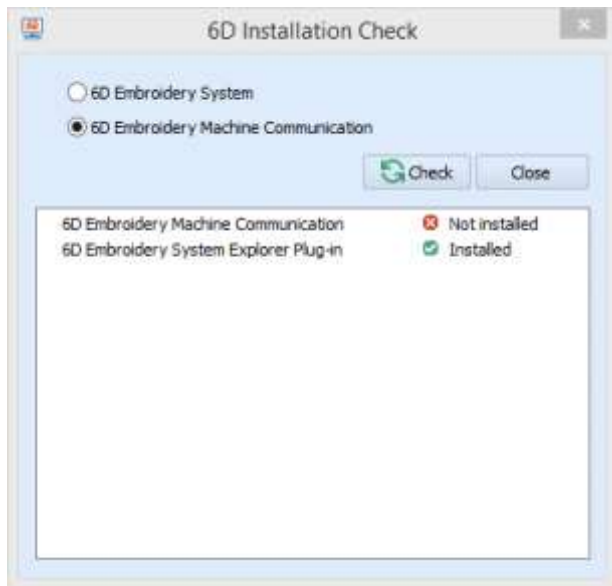 6D Installation Check
6D Embroidery System
6D Embroidery Machine Communication
Check Close
6D Embroidery Machine Communication Not installed
6D Embroidery System Explorer Plug-in Installed